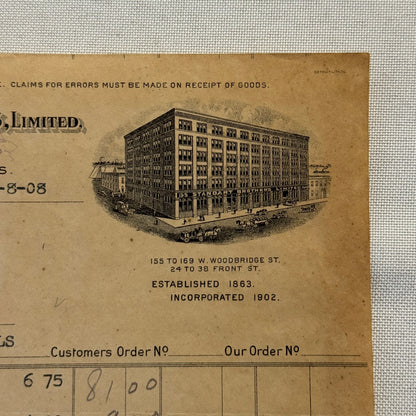 . CLAIMS FOR ERRORS MUST BE MADE ON RECEIPT OF GOODS.
, LIMITED.
S.
-8-08
155 TO 169 W. WOODBRIDGE ST.
24 TO 38 FRONT ST.
ESTABLISHED 1863.
INCORPORATED 1902.
LS
Customers Order Nº Our Order Nº
6 75 81 00